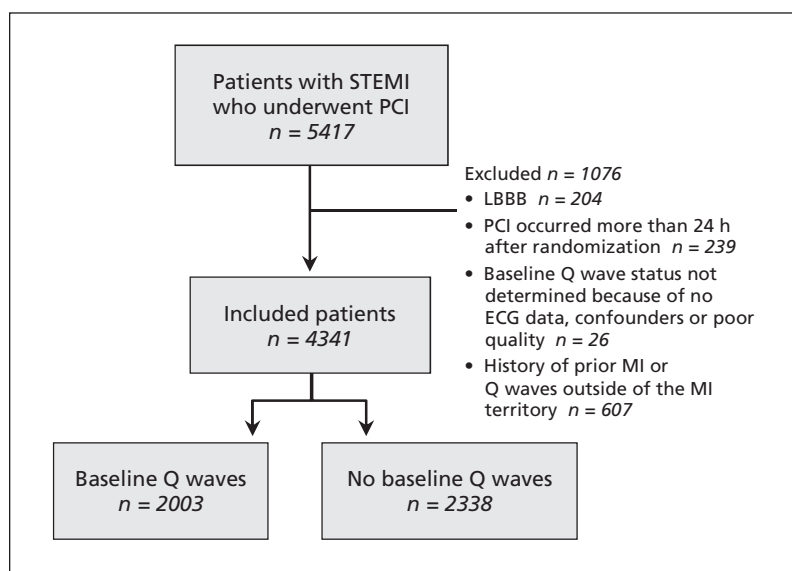 Patients with STEMI
who underwent PCI
n = 5417
Excluded n = 1076
• LBBB n = 204
• PCI occurred more than 24 h
after randomization n = 239
• Baseline Q wave status not
determined because of no
ECG data, confounders or poor
quality n = 26
• History of prior MI or
Q waves outside of the MI
territory n = 607
Included patients
n = 4341
Baseline Q waves
n = 2003
No baseline Q waves
n = 2338